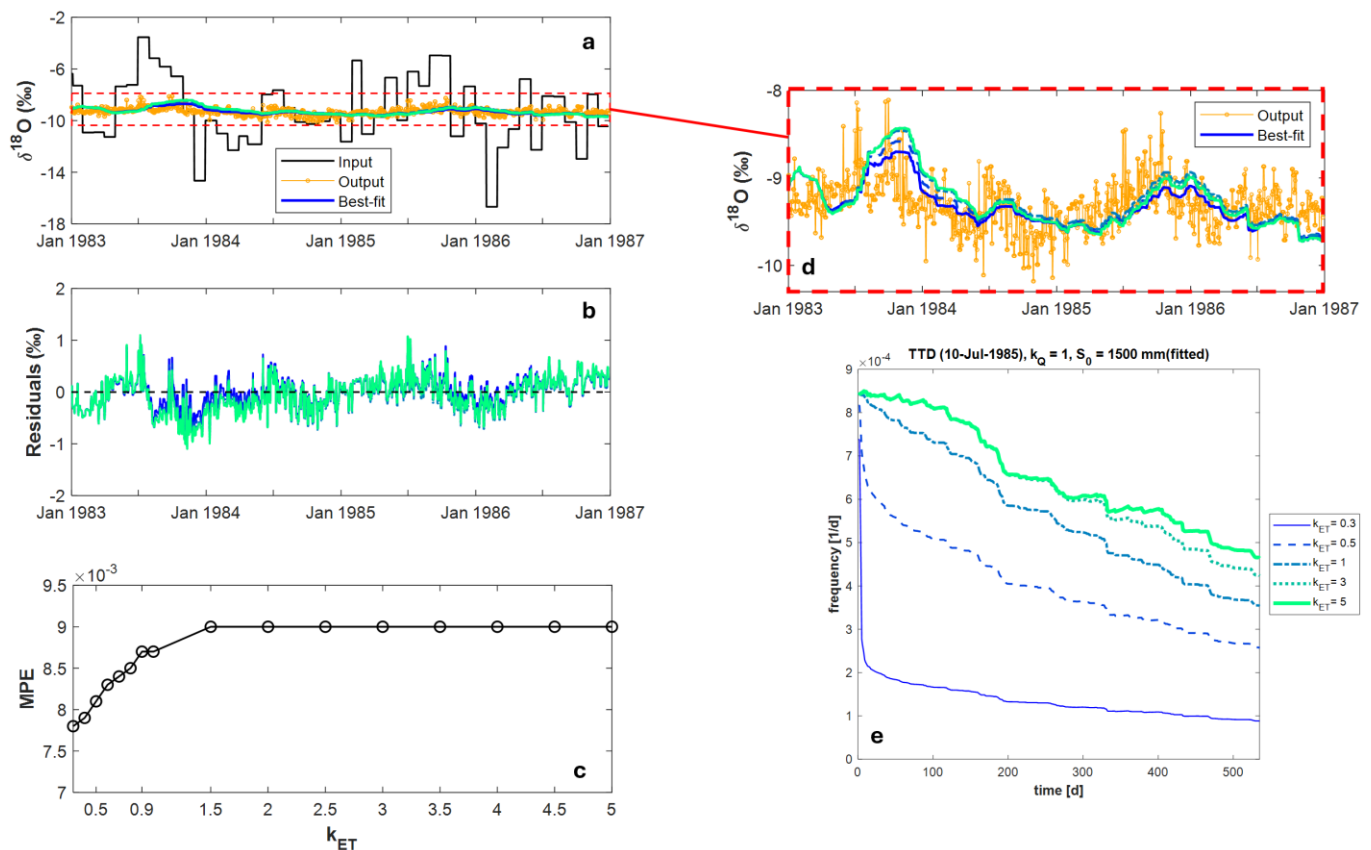 a
-2
-6
-10
-14
-18
δ18O (‰)
Input
Output
Best-fit
Jan 1983
Jan 1984
Jan 1985
Jan 1986
Jan 1987
b
2
1
0
-1
-2
Residuals (‰)
Jan 1983
Jan 1984
Jan 1985
Jan 1986
Jan 1987
×10-3
9.5
9
8.5
8
7.5
7
MPE
c
0.5
0.9
1.5
2
2.5
3
3.5
4
4.5
5
kET
-8
-9
-10
δ18O (‰)
Output
Best-fit
d
Jan 1983
Jan 1984
Jan 1985
Jan 1986
Jan 1987
TTD (10-Jul-1985), kQ = 1, S0 = 1500 mm(fitted)
×10-4
9
8
7
6
5
4
3
2
1
0
frequency [1/d]
kET= 0.3
kET= 0.5
kET= 1
kET= 3
kET= 5
e
0
100
200
300
400
500
time [d]